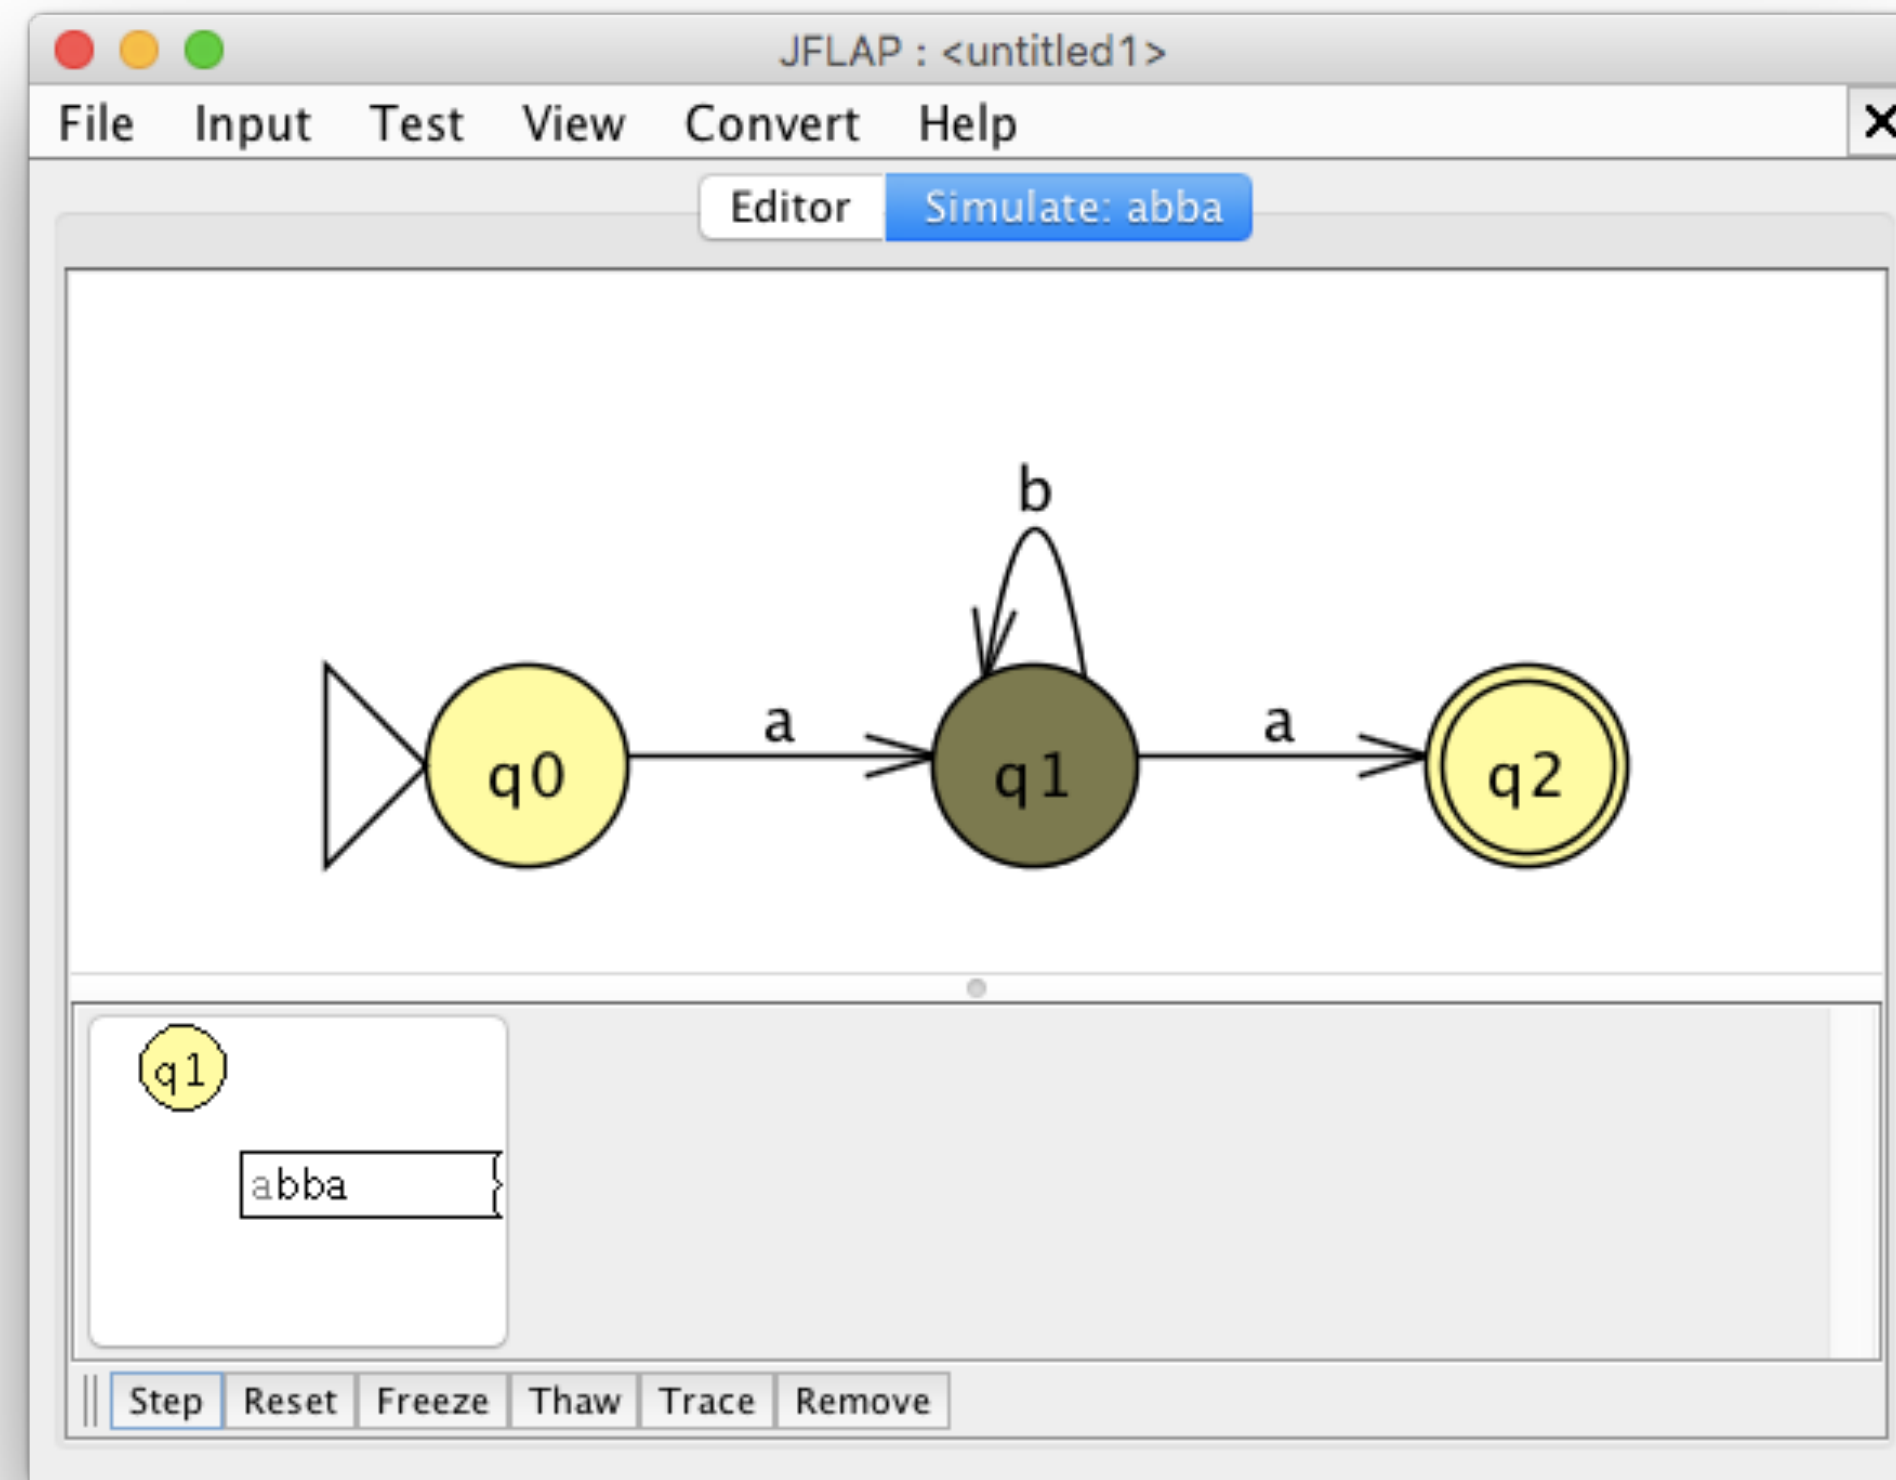 JFLAP : <untitled1>
File Input Test View Convert Help
Editor Simulate: abba
b
a a
q0 q1 q2
q1
abba
Step Reset Freeze Thaw Trace Remove